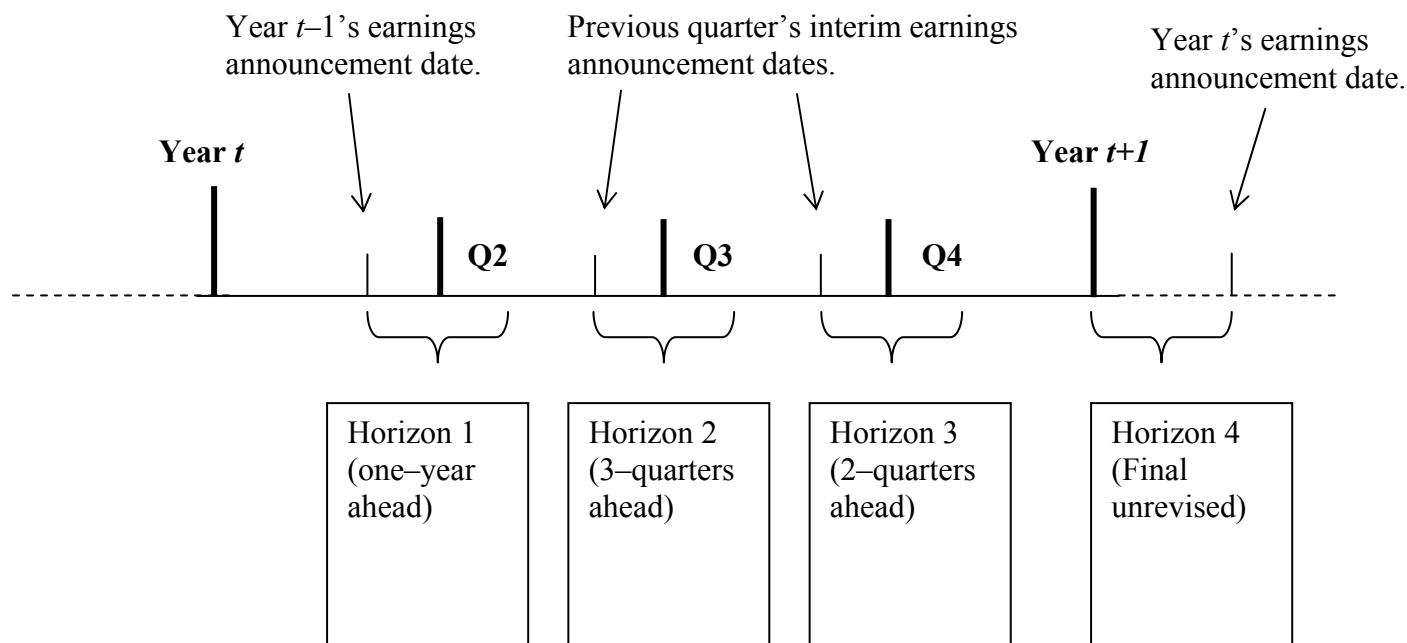 Year t–1’s earnings
announcement date.
Previous quarter’s interim earnings
announcement dates.
Year t’s earnings
announcement date.
Year t
Year t+1
Q2
Q3
Q4
Horizon 1
(one–year
ahead)
Horizon 2
(3–quarters
ahead)
Horizon 3
(2–quarters
ahead)
Horizon 4
(Final
unrevised)